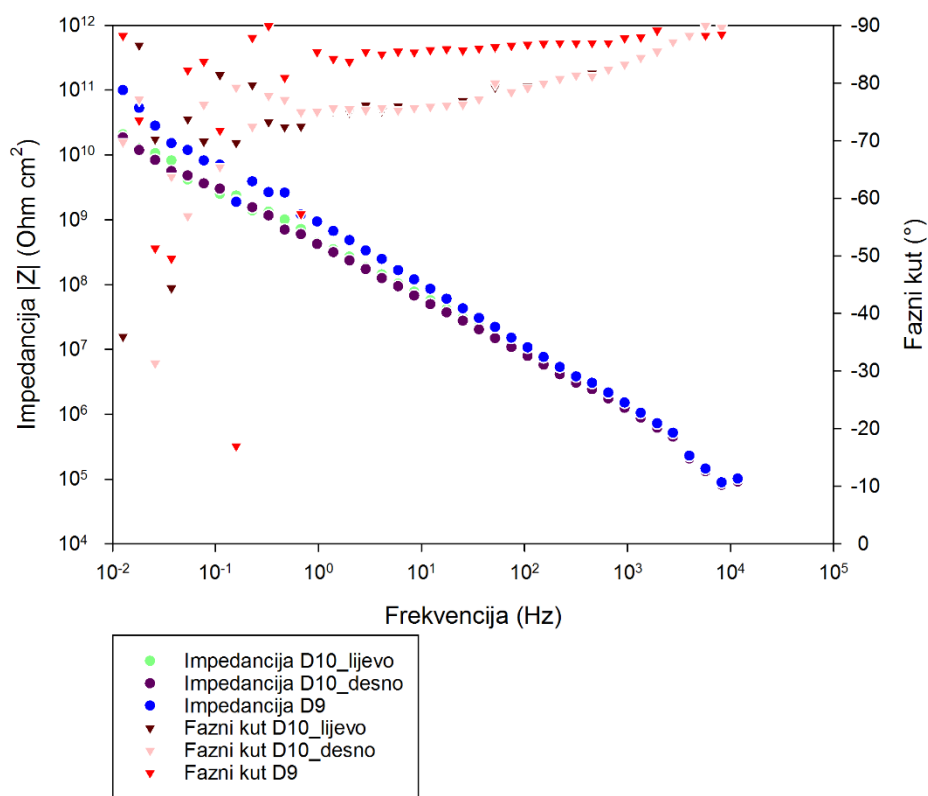 10¹²
10¹¹
10¹⁰
10⁹
10⁸
10⁷
10⁶
10⁵
10⁴
Impedancija |Z| (Ohm cm²)
-90
-80
-70
-60
-50
-40
-30
-20
-10
0
Fazni kut (°)
10⁻² 10⁻¹ 10⁰ 10¹ 10² 10³ 10⁴ 10⁵
Frekvencija (Hz)
Impedancija D10_lijevo
Impedancija D10_desno
Impedancija D9
Fazni kut D10_lijevo
Fazni kut D10_desno
Fazni kut D9